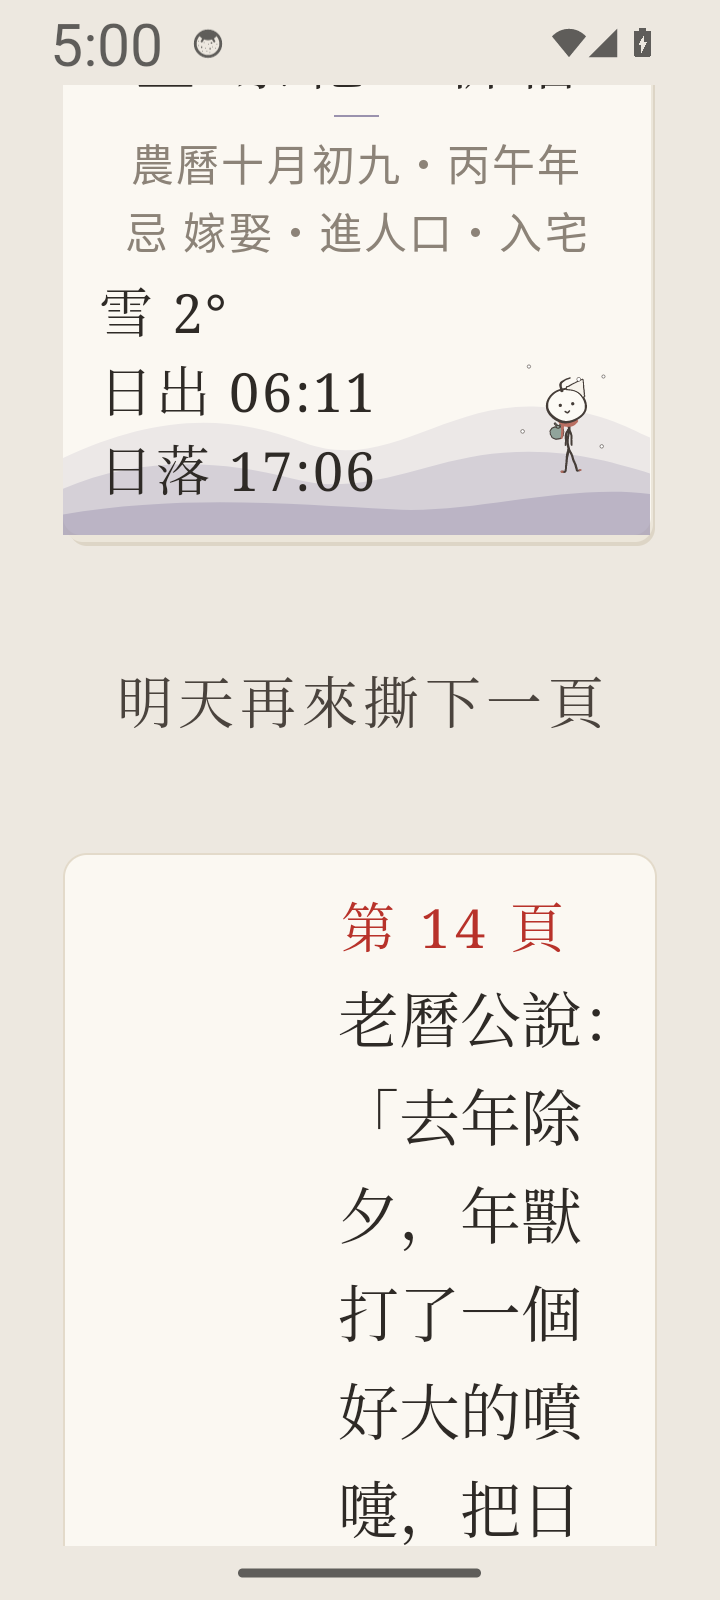 5:00
農曆十月初九・丙午年
忌 嫁娶・進人口・入宅
雪 2°
日出 06:11
日落 17:06
明天再來撕下一頁
第 14 頁
老曆公說：
「去年除
夕，年獸
打了一個
好大的噴
嚏，把日